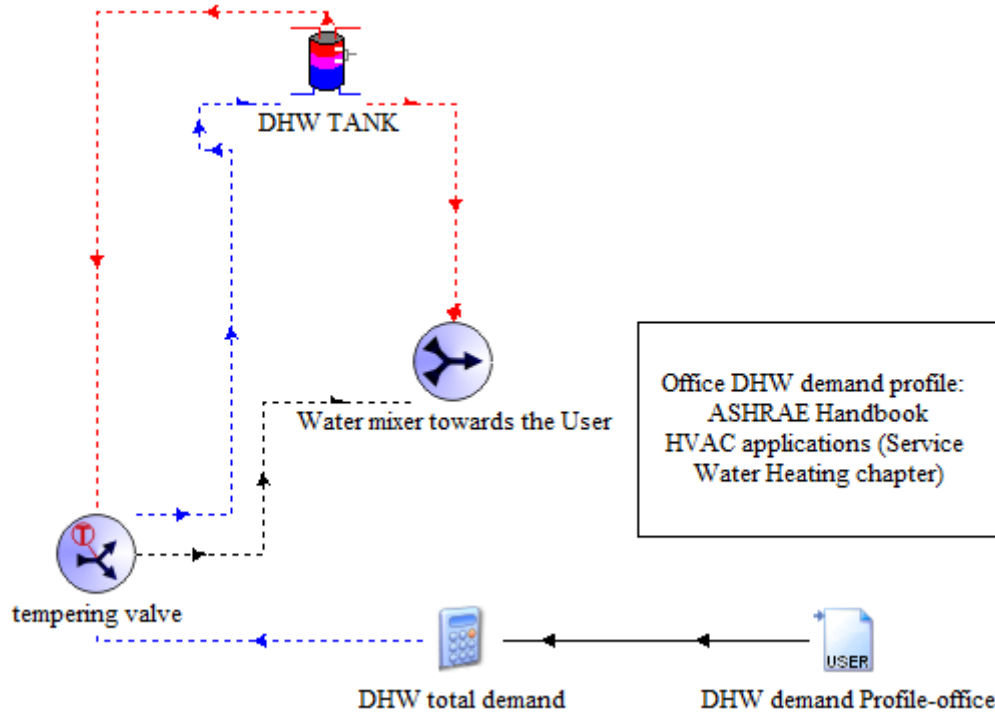 DHW TANK
Water mixer towards the User
Office DHW demand profile:
ASHRAE Handbook
HVAC applications (Service
Water Heating chapter)
T
tempering valve
USER
DHW total demand
DHW demand Profile-office